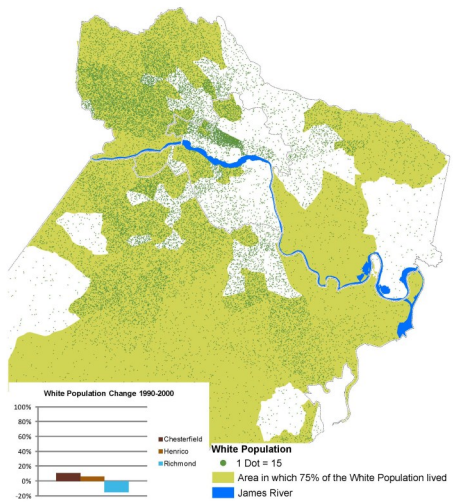 White Population Change 1990-2000
100%
80%
60%
40%
20%
0%
-20%
Chesterfield
Henrico
Richmond
White Population
1 Dot = 15
Area in which 75% of the White Population lived
James River